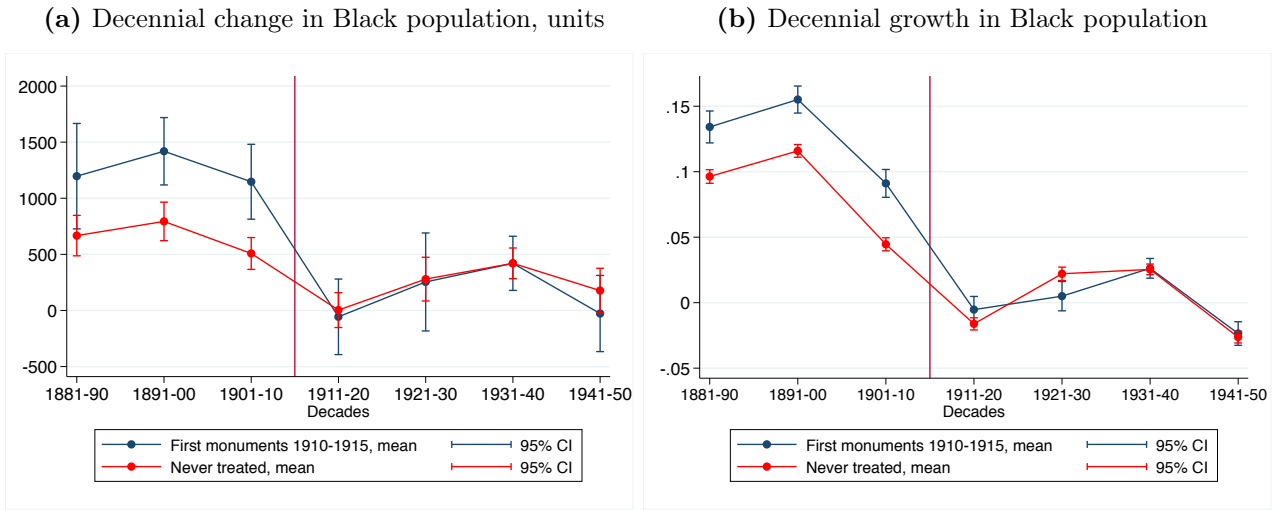 (a) Decennial change in Black population, units
2000
1500
1000
500
0
-500
1881-90 1891-00 1901-10 1911-20 1921-30 1931-40 1941-50
Decades
First monuments 1910-1915, mean 95% CI
Never treated, mean 95% CI
(b) Decennial growth in Black population
.15
.1
.05
0
-.05
1881-90 1891-00 1901-10 1911-20 1921-30 1931-40 1941-50
Decades
First monuments 1910-1915, mean 95% CI
Never treated, mean 95% CI